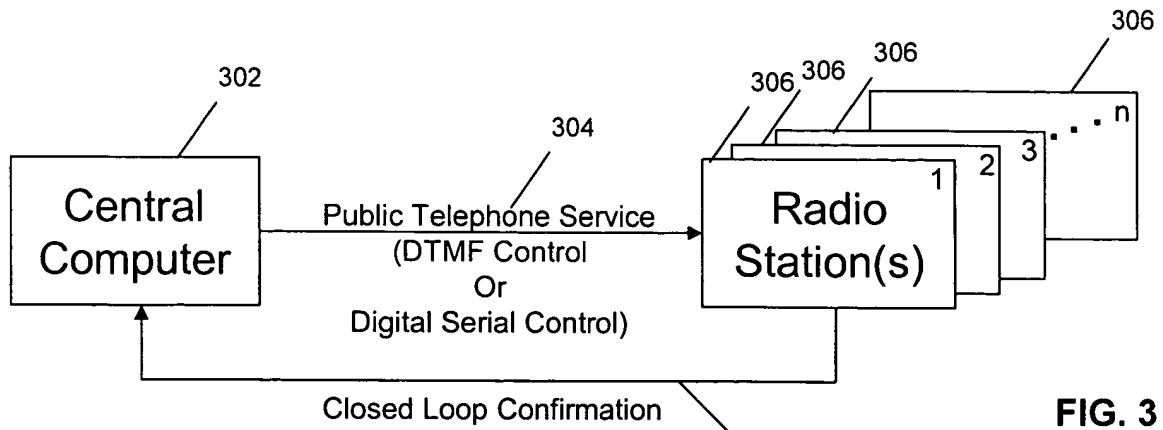 306
302
306
306
306
304
n
3
2
1
Central
Computer
Public Telephone Service
(DTMF Control
Or
Digital Serial Control)
Radio
Station(s)
Closed Loop Confirmation
FIG. 3